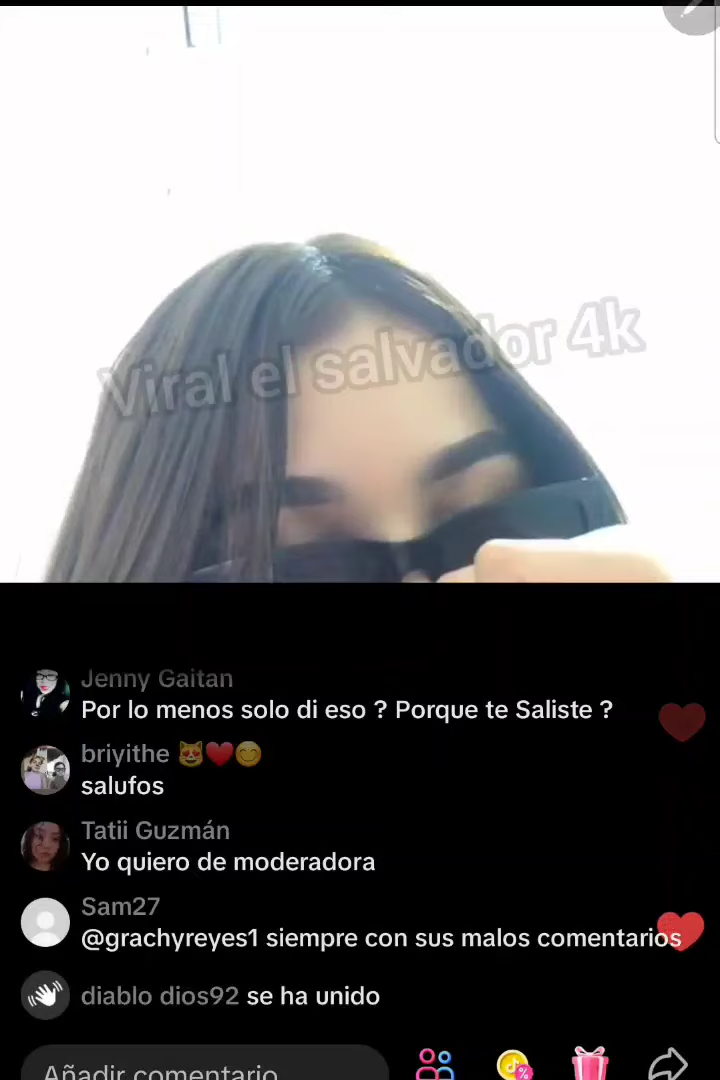 Viral el salvador 4k
Jenny Gaitan
Por lo menos solo di eso ? Porque te Saliste ?
briyithe 😻❤️😊
salufos
Tatii Guzmán
Yo quiero de moderadora
Sam27
@grachyreyes1 siempre con sus malos comentarios
diablo dios92 se ha unido
Añadir comentario